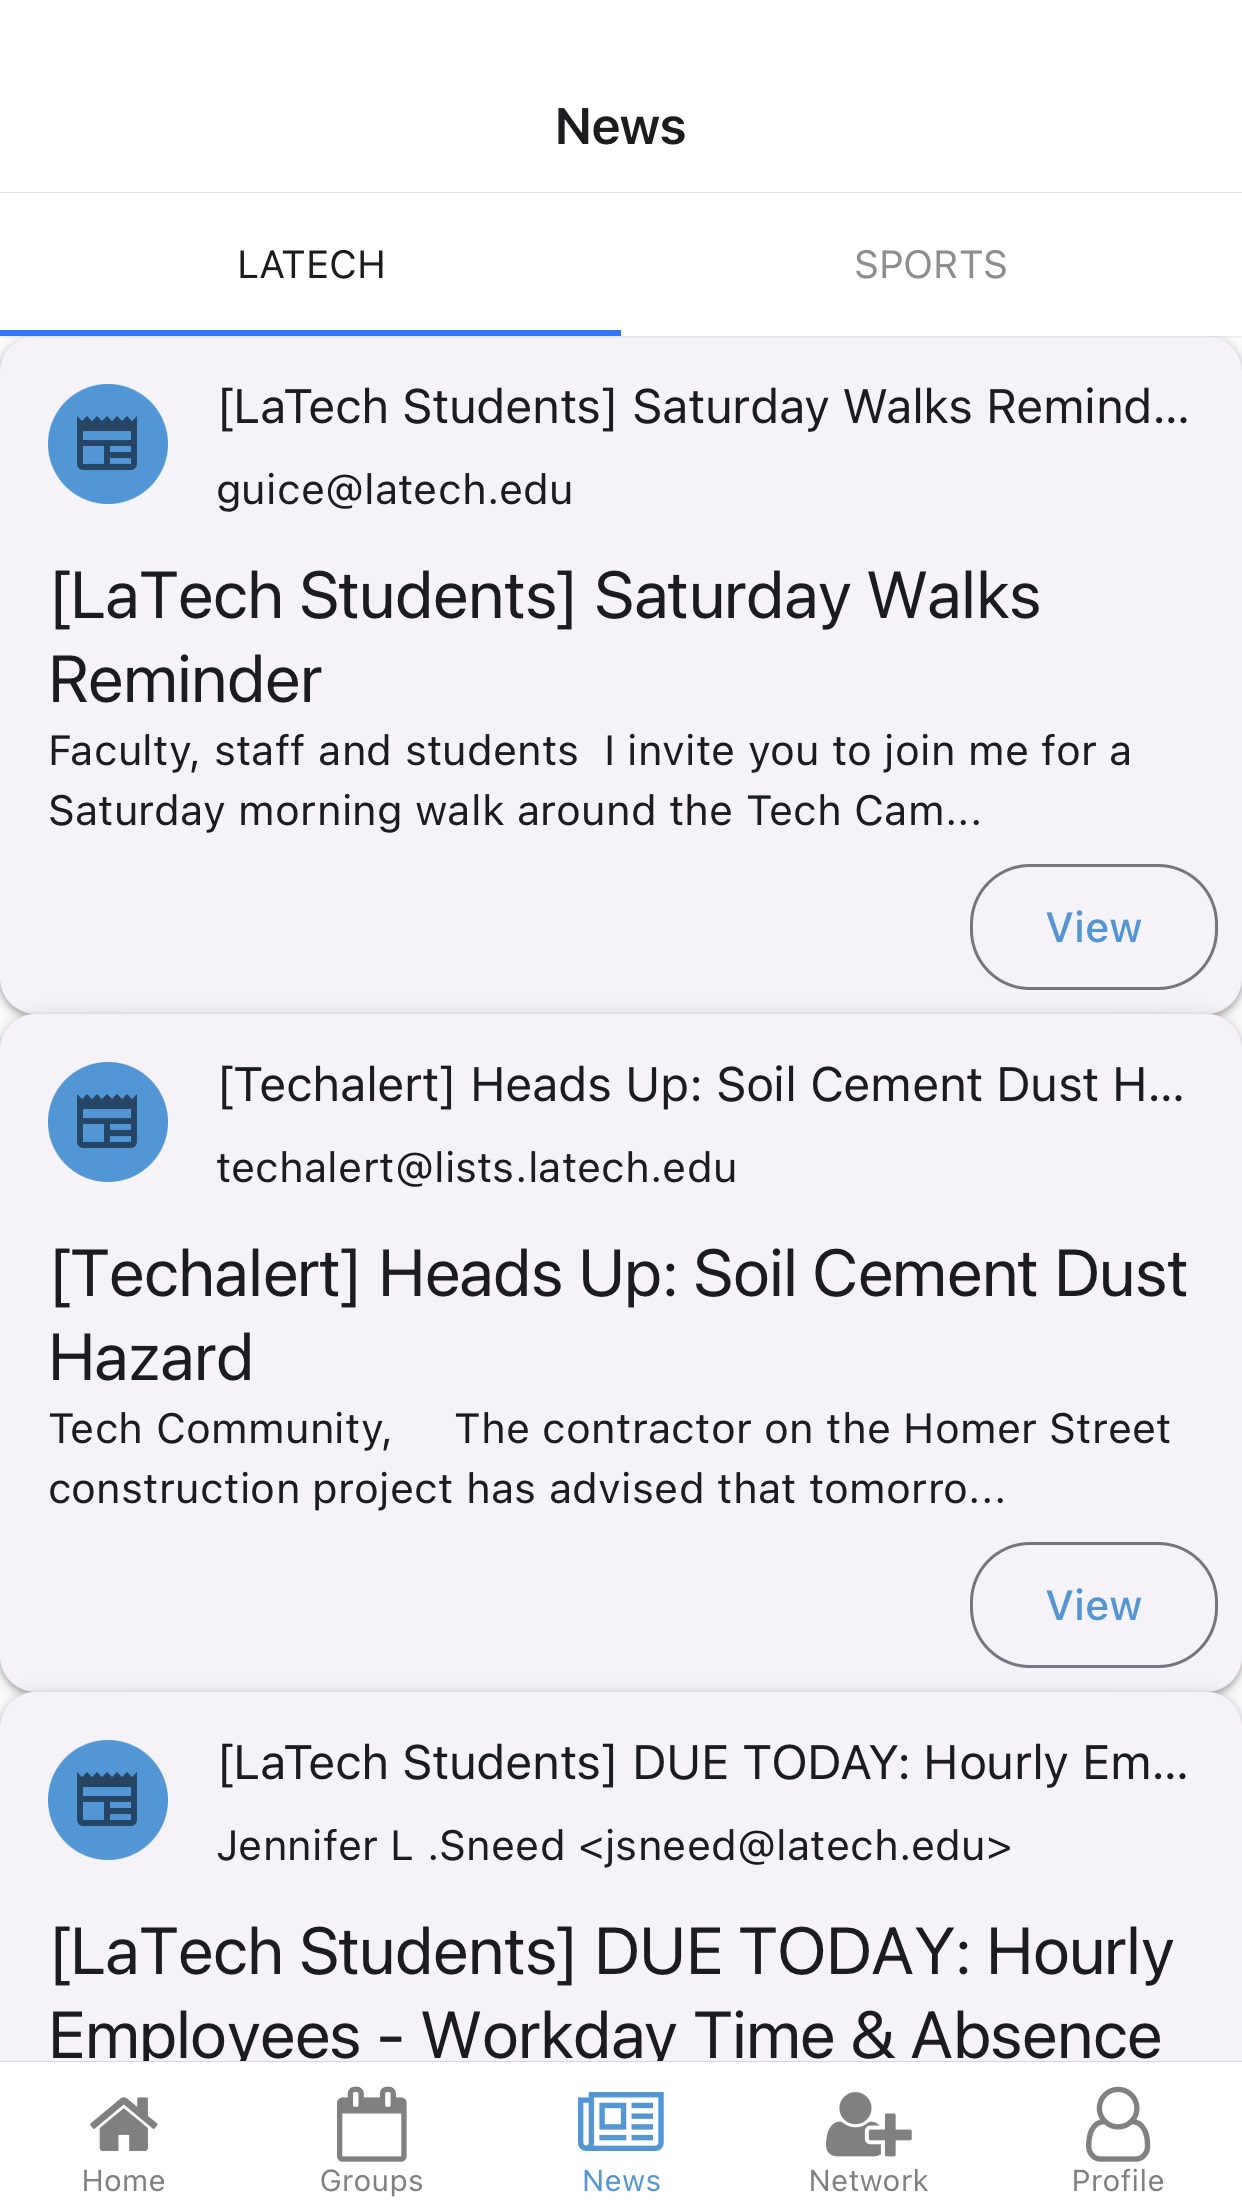 News
LATECH
SPORTS
[LaTech Students] Saturday Walks Remind...
guice@latech.edu
[LaTech Students] Saturday Walks
Reminder
Faculty, staff and students  I invite you to join me for a
Saturday morning walk around the Tech Cam...
View
[Techalert] Heads Up: Soil Cement Dust H...
techalert@lists.latech.edu
[Techalert] Heads Up: Soil Cement Dust
Hazard
Tech Community,     The contractor on the Homer Street
construction project has advised that tomorro...
View
[LaTech Students] DUE TODAY: Hourly Em...
Jennifer L .Sneed <jsneed@latech.edu>
[LaTech Students] DUE TODAY: Hourly
Employees - Workday Time & Absence
Home
Groups
News
Network
Profile